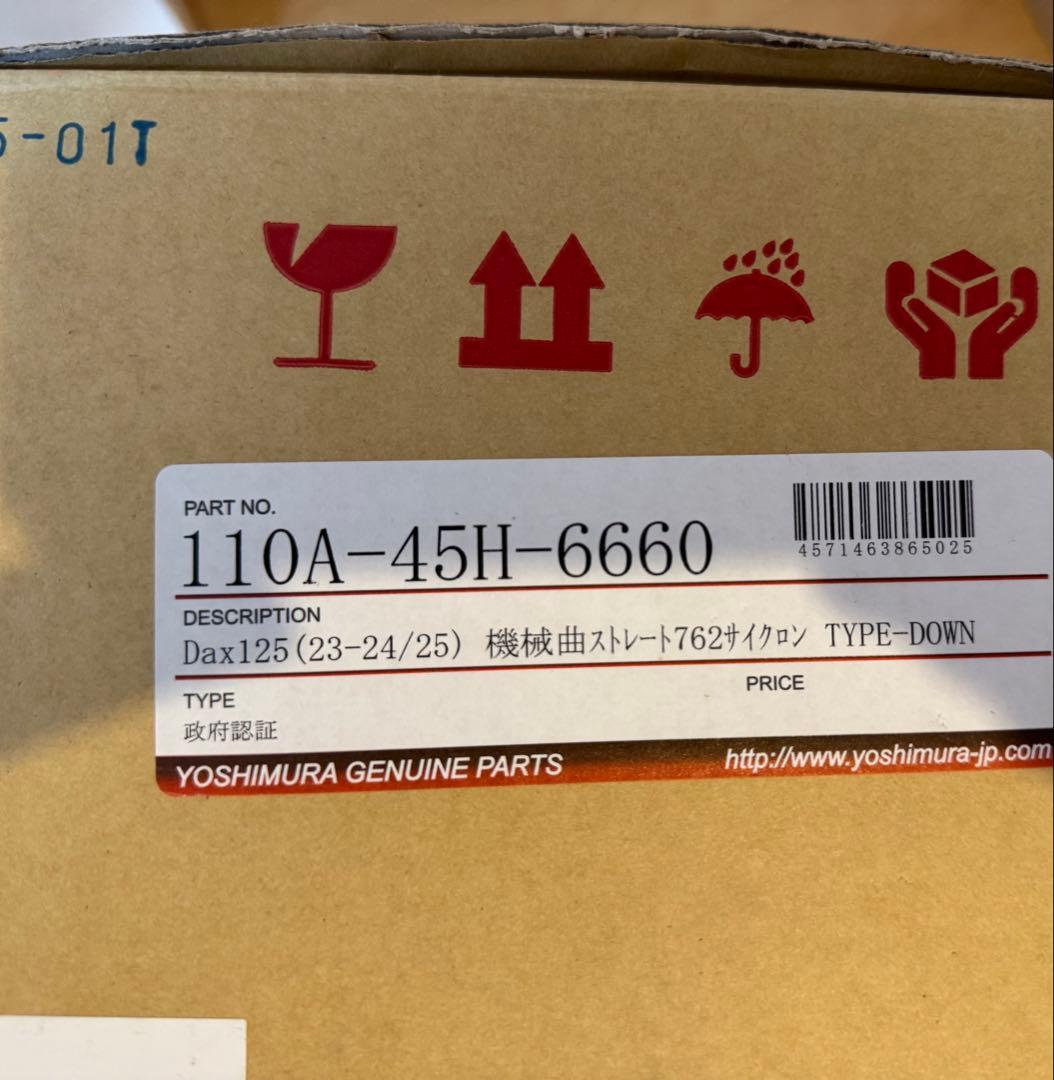 5-01T
PART NO.
110A-45H-6660
4571463865025
DESCRIPTION
Dax125(23-24/25) 機械曲ストレート762サイクロン TYPE-DOWN
TYPE
PRICE
政府認証
YOSHIMURA GENUINE PARTS
http://www.yoshimura-jp.com